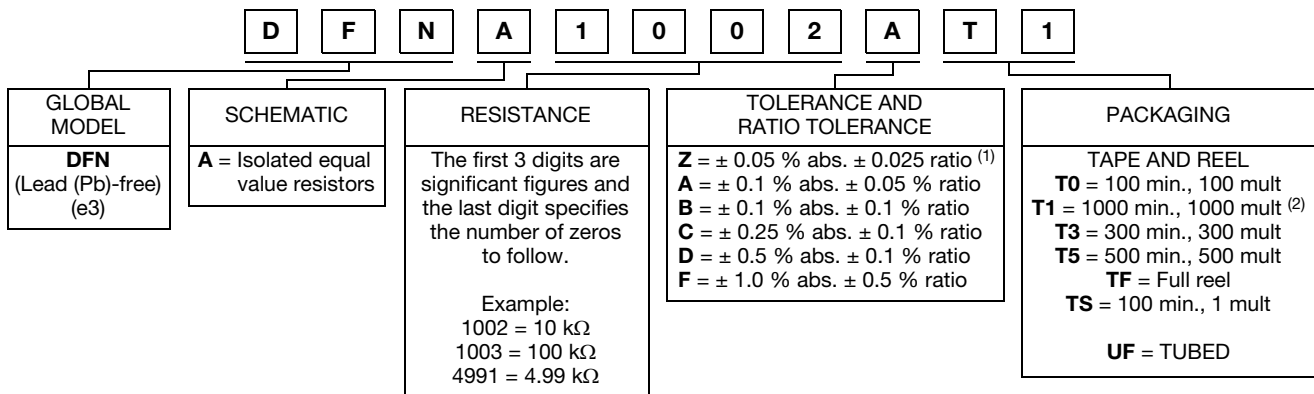 D F N A 1 0 0 2 A T 1
GLOBAL
MODEL
DFN
(Lead (Pb)-free)
(e3)
SCHEMATIC
A = Isolated equal
value resistors
RESISTANCE
The first 3 digits are
significant figures and
the last digit specifies
the number of zeros
to follow.
Example:
1002 = 10 kΩ
1003 = 100 kΩ
4991 = 4.99 kΩ
TOLERANCE AND
RATIO TOLERANCE
Z = ± 0.05 % abs. ± 0.025 ratio (1)
A = ± 0.1 % abs. ± 0.05 % ratio
B = ± 0.1 % abs. ± 0.1 % ratio
C = ± 0.25 % abs. ± 0.1 % ratio
D = ± 0.5 % abs. ± 0.1 % ratio
F = ± 1.0 % abs. ± 0.5 % ratio
PACKAGING
TAPE AND REEL
T0 = 100 min., 100 mult
T1 = 1000 min., 1000 mult (2)
T3 = 300 min., 300 mult
T5 = 500 min., 500 mult
TF = Full reel
TS = 100 min., 1 mult
UF = TUBED